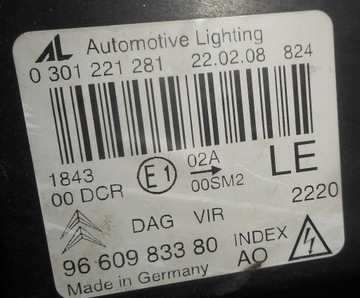 AL Automotive Lighting
0 301 221 281 22.02.08 824
1843 E1 02A LE
00 DCR 00SM2
2220
DAG VIR
96 609 833 80 INDEX
Made in Germany AO